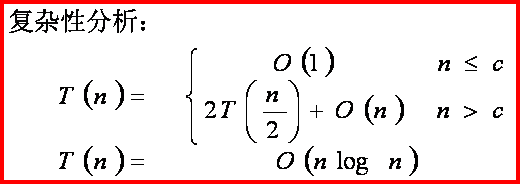 复杂性分析：
O (1) n ≤ c
T (n) = { 2T (n/2) + O (n) n > c
T (n) = O (n log n)